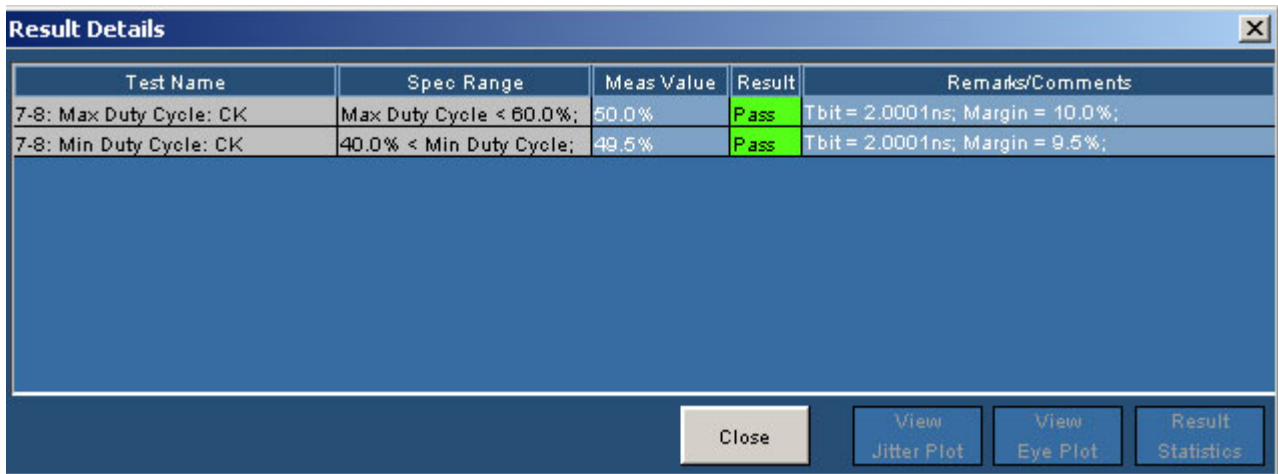 Result Details
Test Name Spec Range Meas Value Result Remarks/Comments
7-8: Max Duty Cycle: CK Max Duty Cycle < 60.0%; 50.0% Pass Tbit = 2.0001ns; Margin = 10.0%;
7-8: Min Duty Cycle: CK 40.0% < Min Duty Cycle; 49.5% Pass Tbit = 2.0001ns; Margin = 9.5%;
Close
View
Jitter Plot
View
Eye Plot
Result
Statistics